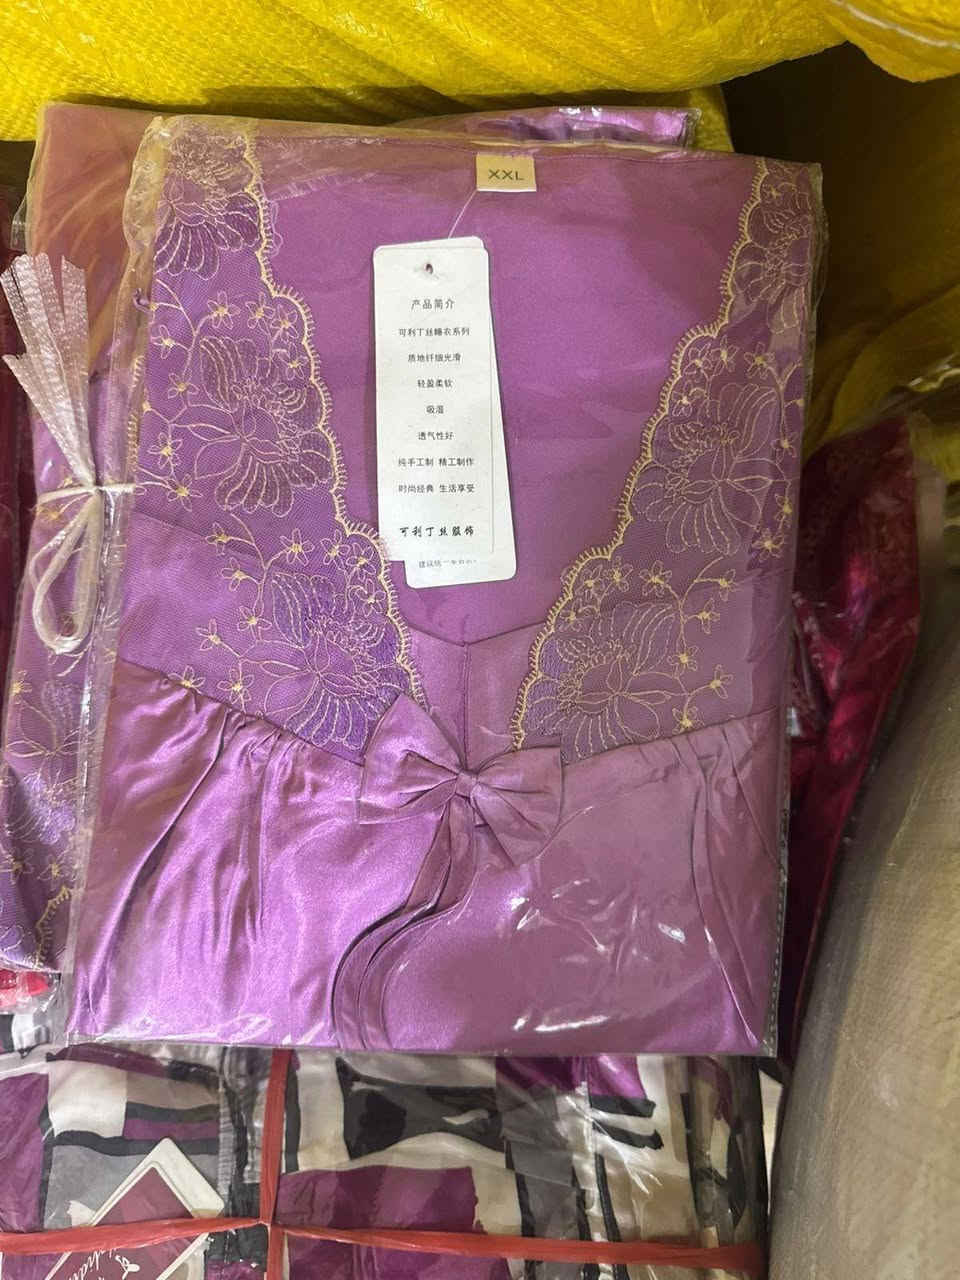 XXL
产品简介
可利丁丝睡衣系列
质地纤细光滑
轻盈柔软
吸湿
透气性好
纯手工制 精工制作
时尚经典 生活享受
可利丁丝服饰